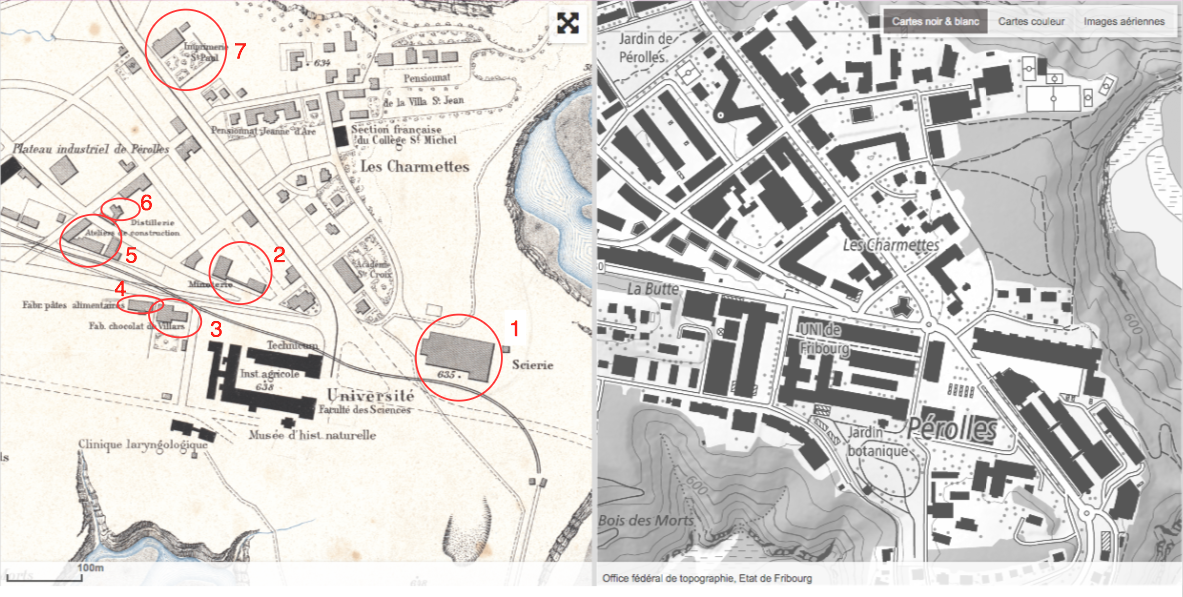 7
Imprimerie
St Paul
634
Pensionnat
de la Villa St Jean
Pensionnat Jeanne d'Arc
Section française
du Collège St Michel
Plateau industriel de Pérolles
Les Charmettes
6
Distillerie
Ateliers de construction
5
2
Minoterie
Académie
Ste Croix
4
Fabr. pâtes alimentaires
3
Fab. chocolat de Villars
1
635
Scierie
Technicum
Inst. agricole
638
Université
Faculté des Sciences
Musée d'hist. naturelle
Clinique laryngologique
100m
Cartes noir & blanc
Cartes couleur
Images aériennes
Jardin de
Pérolles
Les Charmettes
La Butte
UNI de
Fribourg
600
Pérolles
Jardin
botanique
600
Bois des Morts
Office fédéral de topographie, Etat de Fribourg